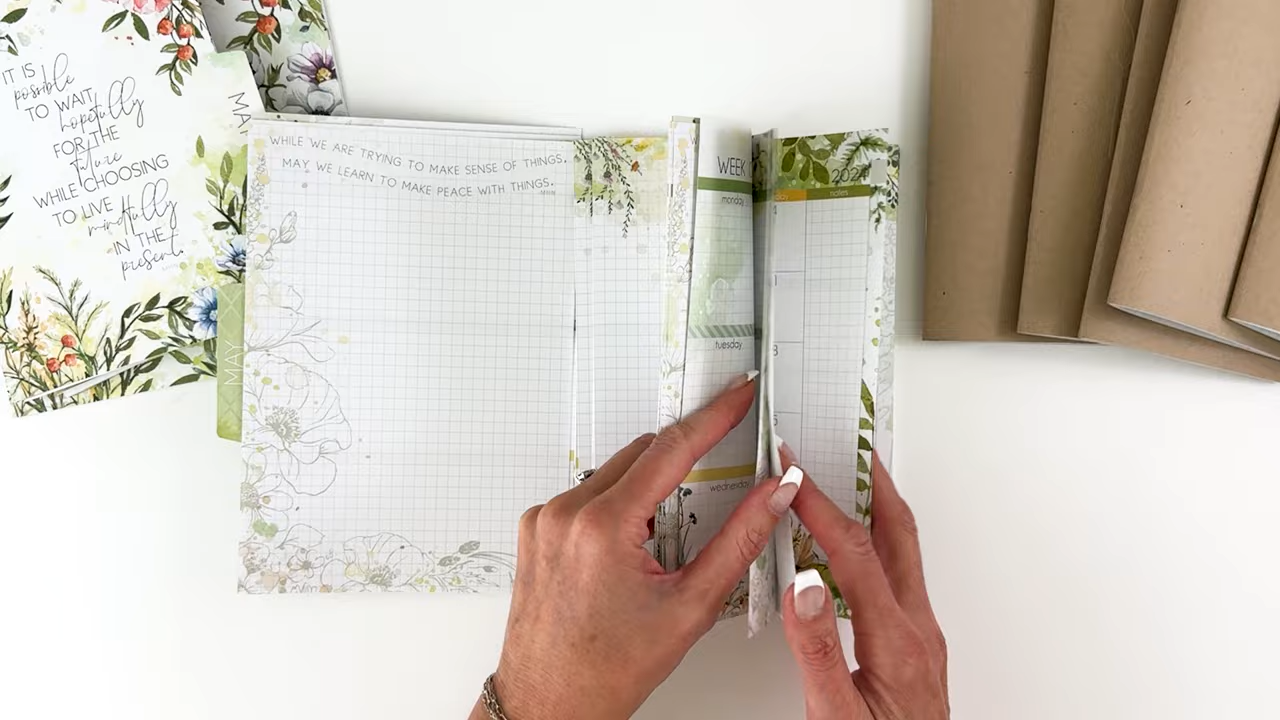 IT IS
possible
TO WAIT
hopefully
FOR THE
future
WHILE CHOOSING
TO LIVE
mindfully
IN THE
present.
MAY
WHILE WE ARE TRYING TO MAKE SENSE OF THINGS,
MAY WE LEARN TO MAKE PEACE WITH THINGS.
WEEK
monday
tuesday
wednesday
2024
notes